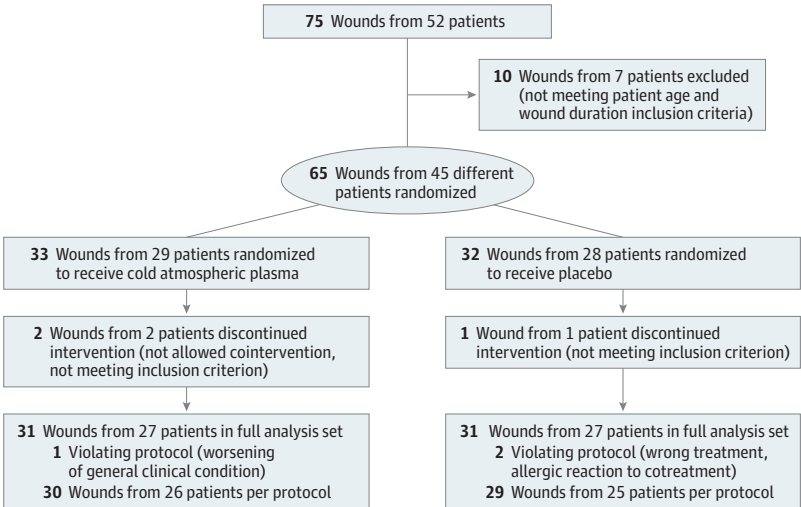 75 Wounds from 52 patients
10 Wounds from 7 patients excluded
(not meeting patient age and
wound duration inclusion criteria)
65 Wounds from 45 different
patients randomized
33 Wounds from 29 patients randomized
to receive cold atmospheric plasma
32 Wounds from 28 patients randomized
to receive placebo
2 Wounds from 2 patients discontinued
intervention (not allowed cointervention,
not meeting inclusion criterion)
1 Wound from 1 patient discontinued
intervention (not meeting inclusion criterion)
31 Wounds from 27 patients in full analysis set
1 Violating protocol (worsening
of general clinical condition)
30 Wounds from 26 patients per protocol
31 Wounds from 27 patients in full analysis set
2 Violating protocol (wrong treatment,
allergic reaction to cotreatment)
29 Wounds from 25 patients per protocol